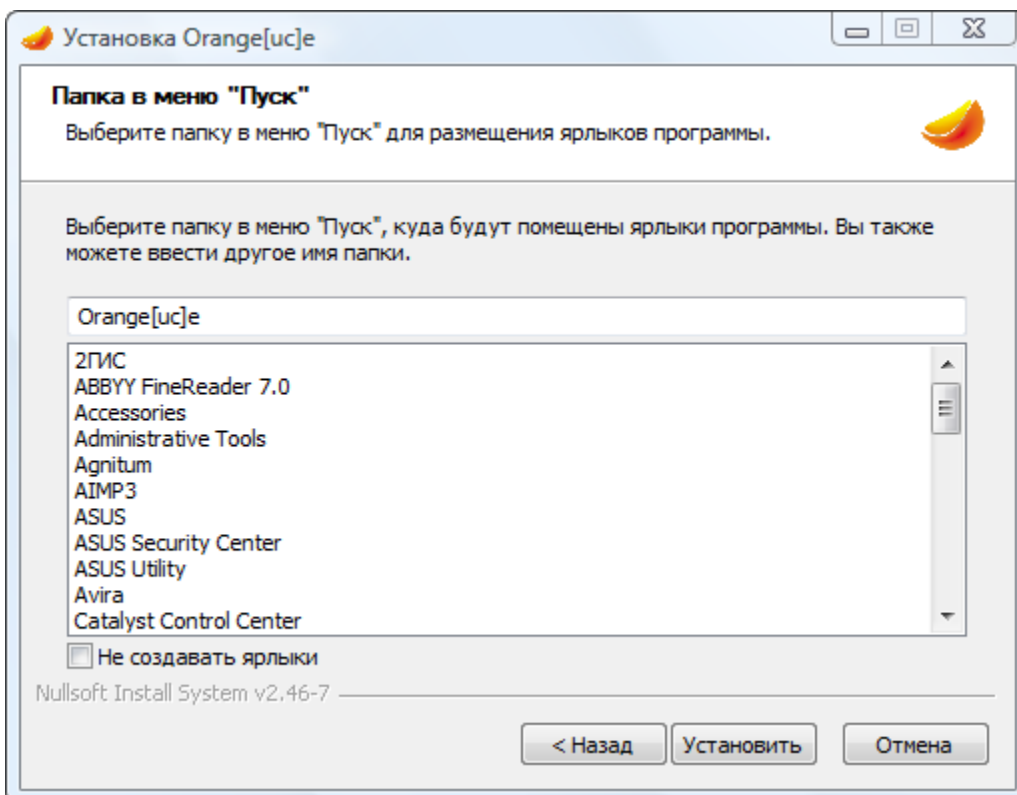 Установка Orange[uc]e
Папка в меню "Пуск"
Выберите папку в меню "Пуск" для размещения ярлыков программы.
Выберите папку в меню "Пуск", куда будут помещены ярлыки программы. Вы также
можете ввести другое имя папки.
Orange[uc]e
2ГИС
ABBYY FineReader 7.0
Accessories
Administrative Tools
Agnitum
AIMP3
ASUS
ASUS Security Center
ASUS Utility
Avira
Catalyst Control Center
Не создавать ярлыки
Nullsoft Install System v2.46-7
< Назад
Установить
Отмена